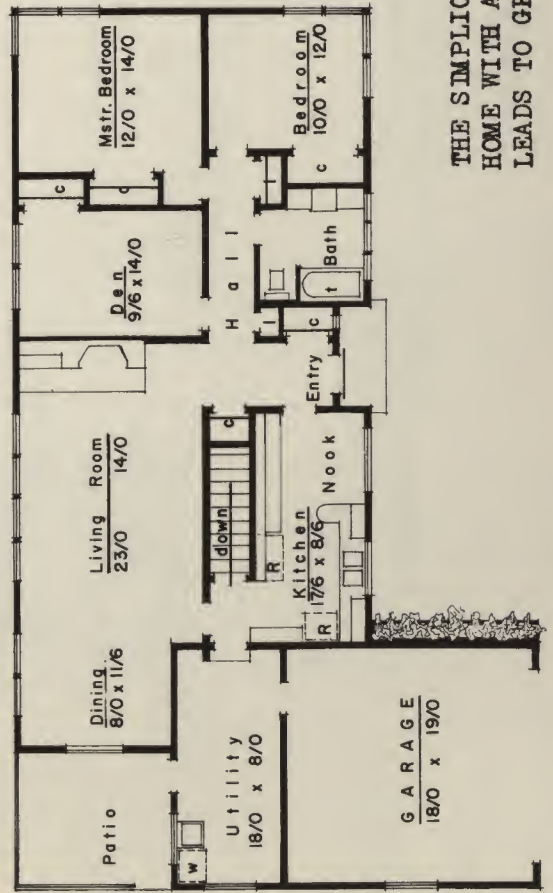 Mstr. Bedroom
12/0 x 14/0
c
c
Den
9/6 x 14/0
Bedroom
10/0 x 12/0
c
l
Hall
Bath
t
l
c
Entry
Living Room
23/0 14/0
c
down
Nook
Kitchen
17/6 x 8/6
R
R
Dining
8/0 x 11/6
Patio
Utility
18/0 x 8/0
W
GARAGE
18/0 x 19/0
THE SIMPLIC
HOME WITH A
LEADS TO